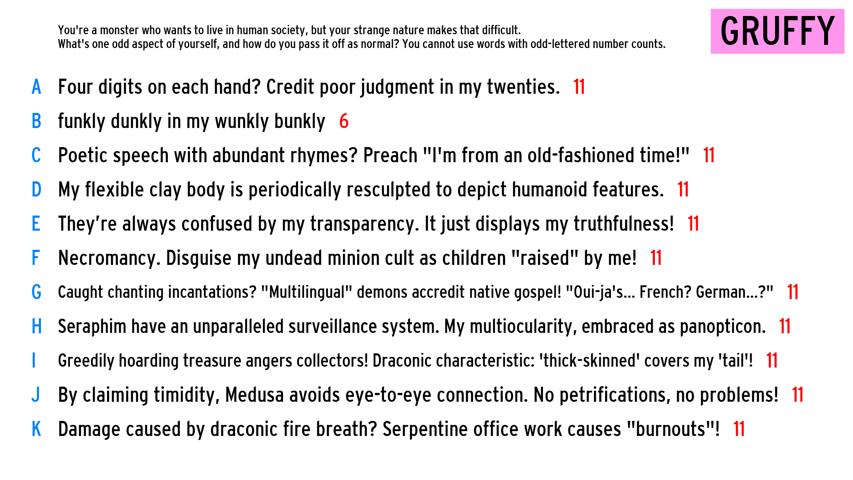 You're a monster who wants to live in human society, but your strange nature makes that difficult.
What's one odd aspect of yourself, and how do you pass it off as normal? You cannot use words with odd-lettered number counts.
GRUFFY
A Four digits on each hand? Credit poor judgment in my twenties. 11
B funkly dunkly in my wunkly bunkly 6
C Poetic speech with abundant rhymes? Preach "I'm from an old-fashioned time!" 11
D My flexible clay body is periodically resculpted to depict humanoid features. 11
E They're always confused by my transparency. It just displays my truthfulness! 11
F Necromancy. Disguise my undead minion cult as children "raised" by me! 11
G Caught chanting incantations? "Multilingual" demons accredit native gospel! "Oui-ja's... French? German...?" 11
H Seraphim have an unparalleled surveillance system. My multiocularity, embraced as panopticon. 11
I Greedily hoarding treasure angers collectors! Draconic characteristic: 'thick-skinned' covers my 'tail'! 11
J By claiming timidity, Medusa avoids eye-to-eye connection. No petrifications, no problems! 11
K Damage caused by draconic fire breath? Serpentine office work causes "burnouts"! 11